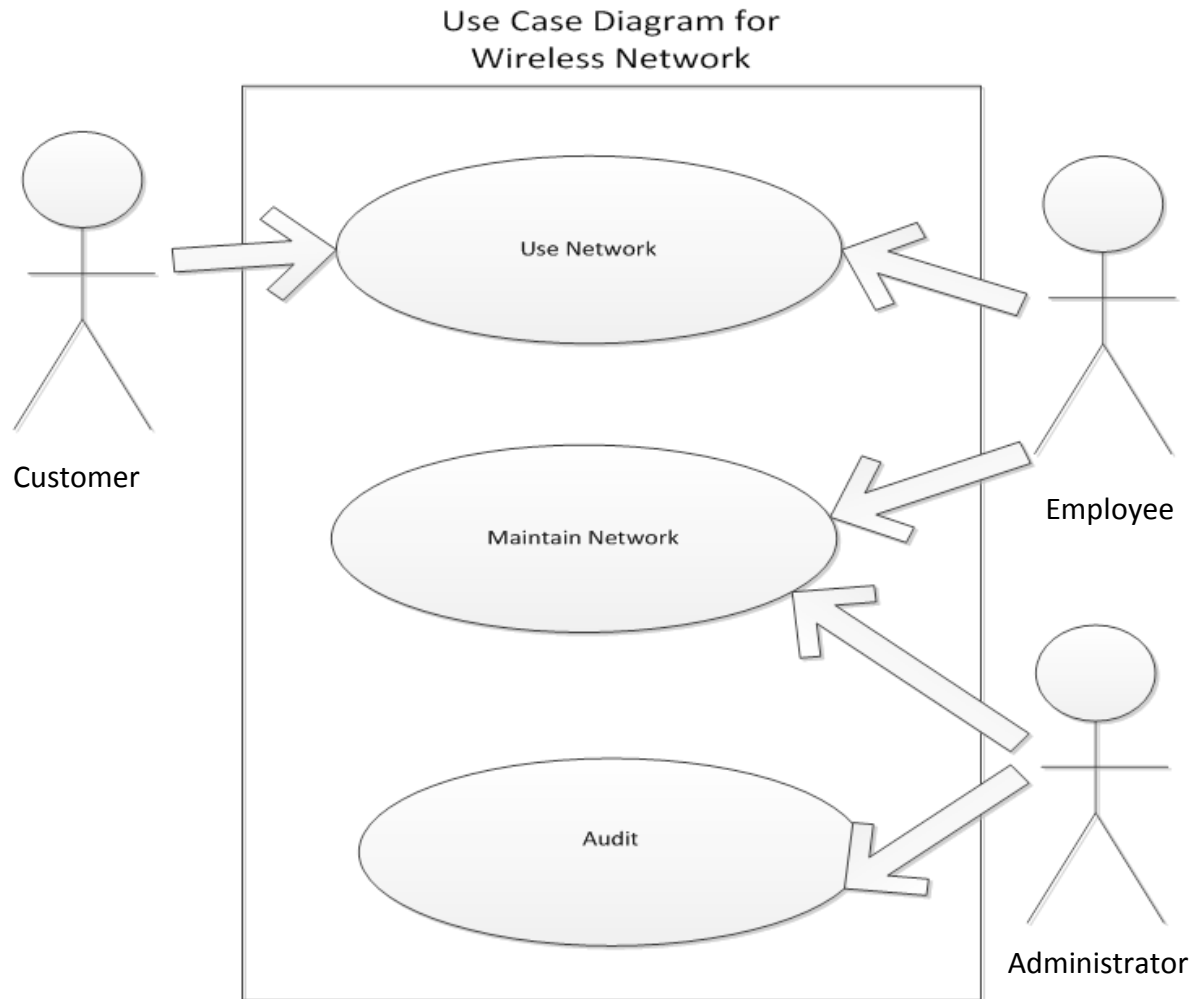 Use Case Diagram for
Wireless Network
Use Network
Customer
Maintain Network
Employee
Audit
Administrator